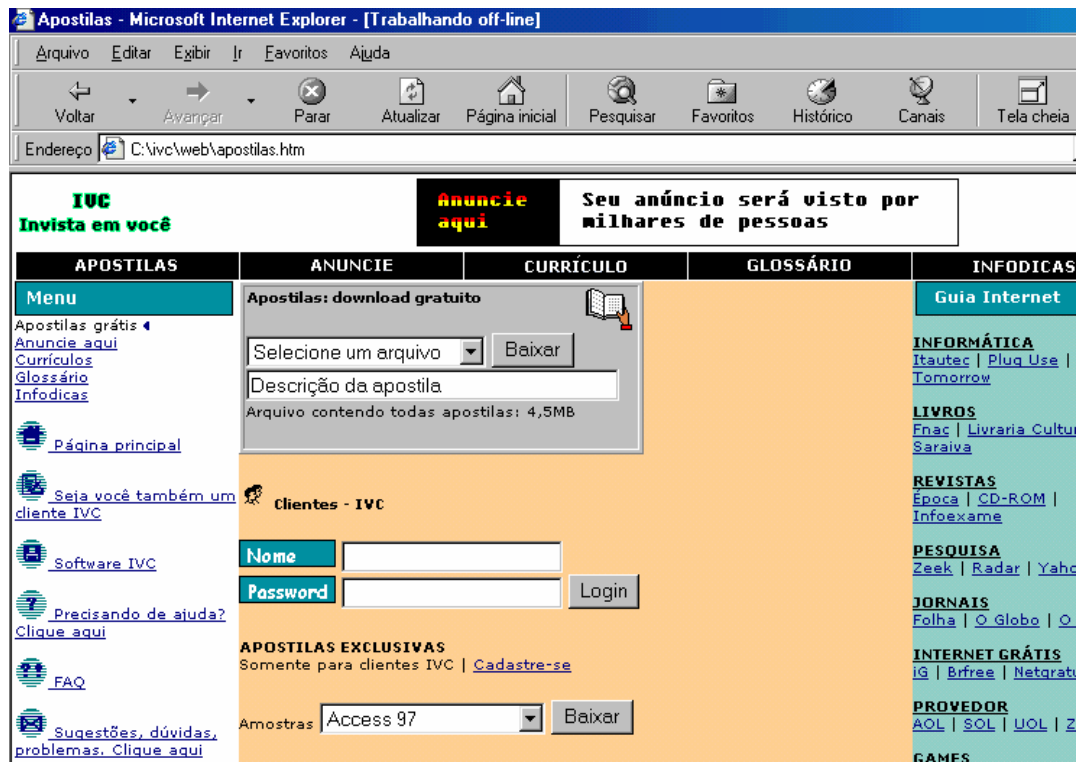 Apostilas - Microsoft Internet Explorer - [Trabalhando off-line]
Arquivo Editar Exibir Ir Favoritos Ajuda
Voltar Avançar Parar Atualizar Página inicial Pesquisar Favoritos Histórico Canais Tela cheia
Endereço C:\ivc\web\apostilas.htm
IVC
Invista em você
Anuncie
aqui
Seu anúncio será visto por
milhares de pessoas
APOSTILAS ANUNCIE CURRÍCULO GLOSSÁRIO INFODICAS
Menu
Apostilas grátis
Anuncie aqui
Currículos
Glossário
Infodicas
Página principal
Seja você também um
cliente IVC
Software IVC
Precisando de ajuda?
Clique aqui
FAQ
Sugestões, dúvidas,
problemas. Clique aqui
Apostilas: download gratuito
Selecione um arquivo Baixar
Descrição da apostila
Arquivo contendo todas apostilas: 4,5MB
Clientes - IVC
Nome
Password Login
APOSTILAS EXCLUSIVAS
Somente para clientes IVC | Cadastre-se
Amostras Access 97 Baixar
Guia Internet
INFORMÁTICA
Itautec | Plug Use |
Tomorrow
LIVROS
Fnac | Livraria Cultur
Saraiva
REVISTAS
Época | CD-ROM |
Infoexame
PESQUISA
Zeek | Radar | Yaho
JORNAIS
Folha | O Globo | O
INTERNET GRÁTIS
iG | Brfree | Netgratu
PROVEDOR
AOL | SOL | UOL | Z
GAMES